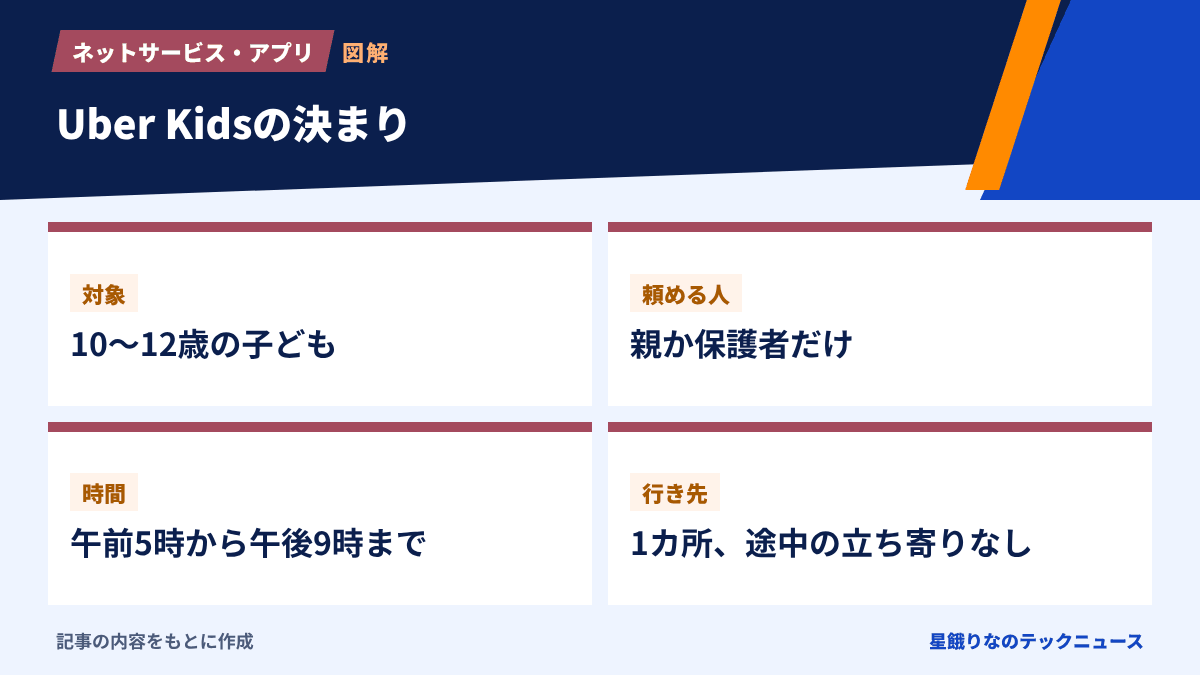 ネットサービス・アプリ 図解
Uber Kidsの決まり
対象
10〜12歳の子ども
頼める人
親か保護者だけ
時間
午前5時から午後9時まで
行き先
1カ所、途中の立ち寄りなし
記事の内容をもとに作成
星餓りなのテックニュース